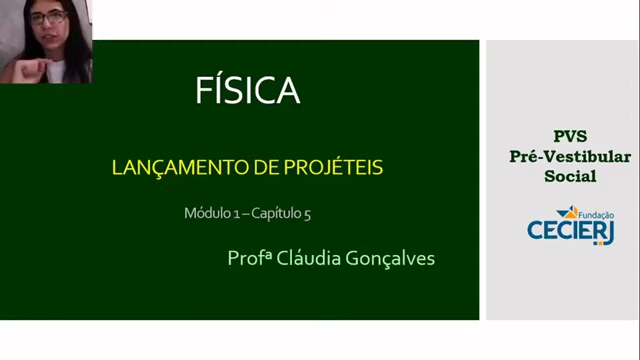 FÍSICA
LANÇAMENTO DE PROJÉTEIS
Módulo 1 – Capítulo 5
Profª Cláudia Gonçalves
PVS
Pré-Vestibular
Social
Fundação
CECIERJ